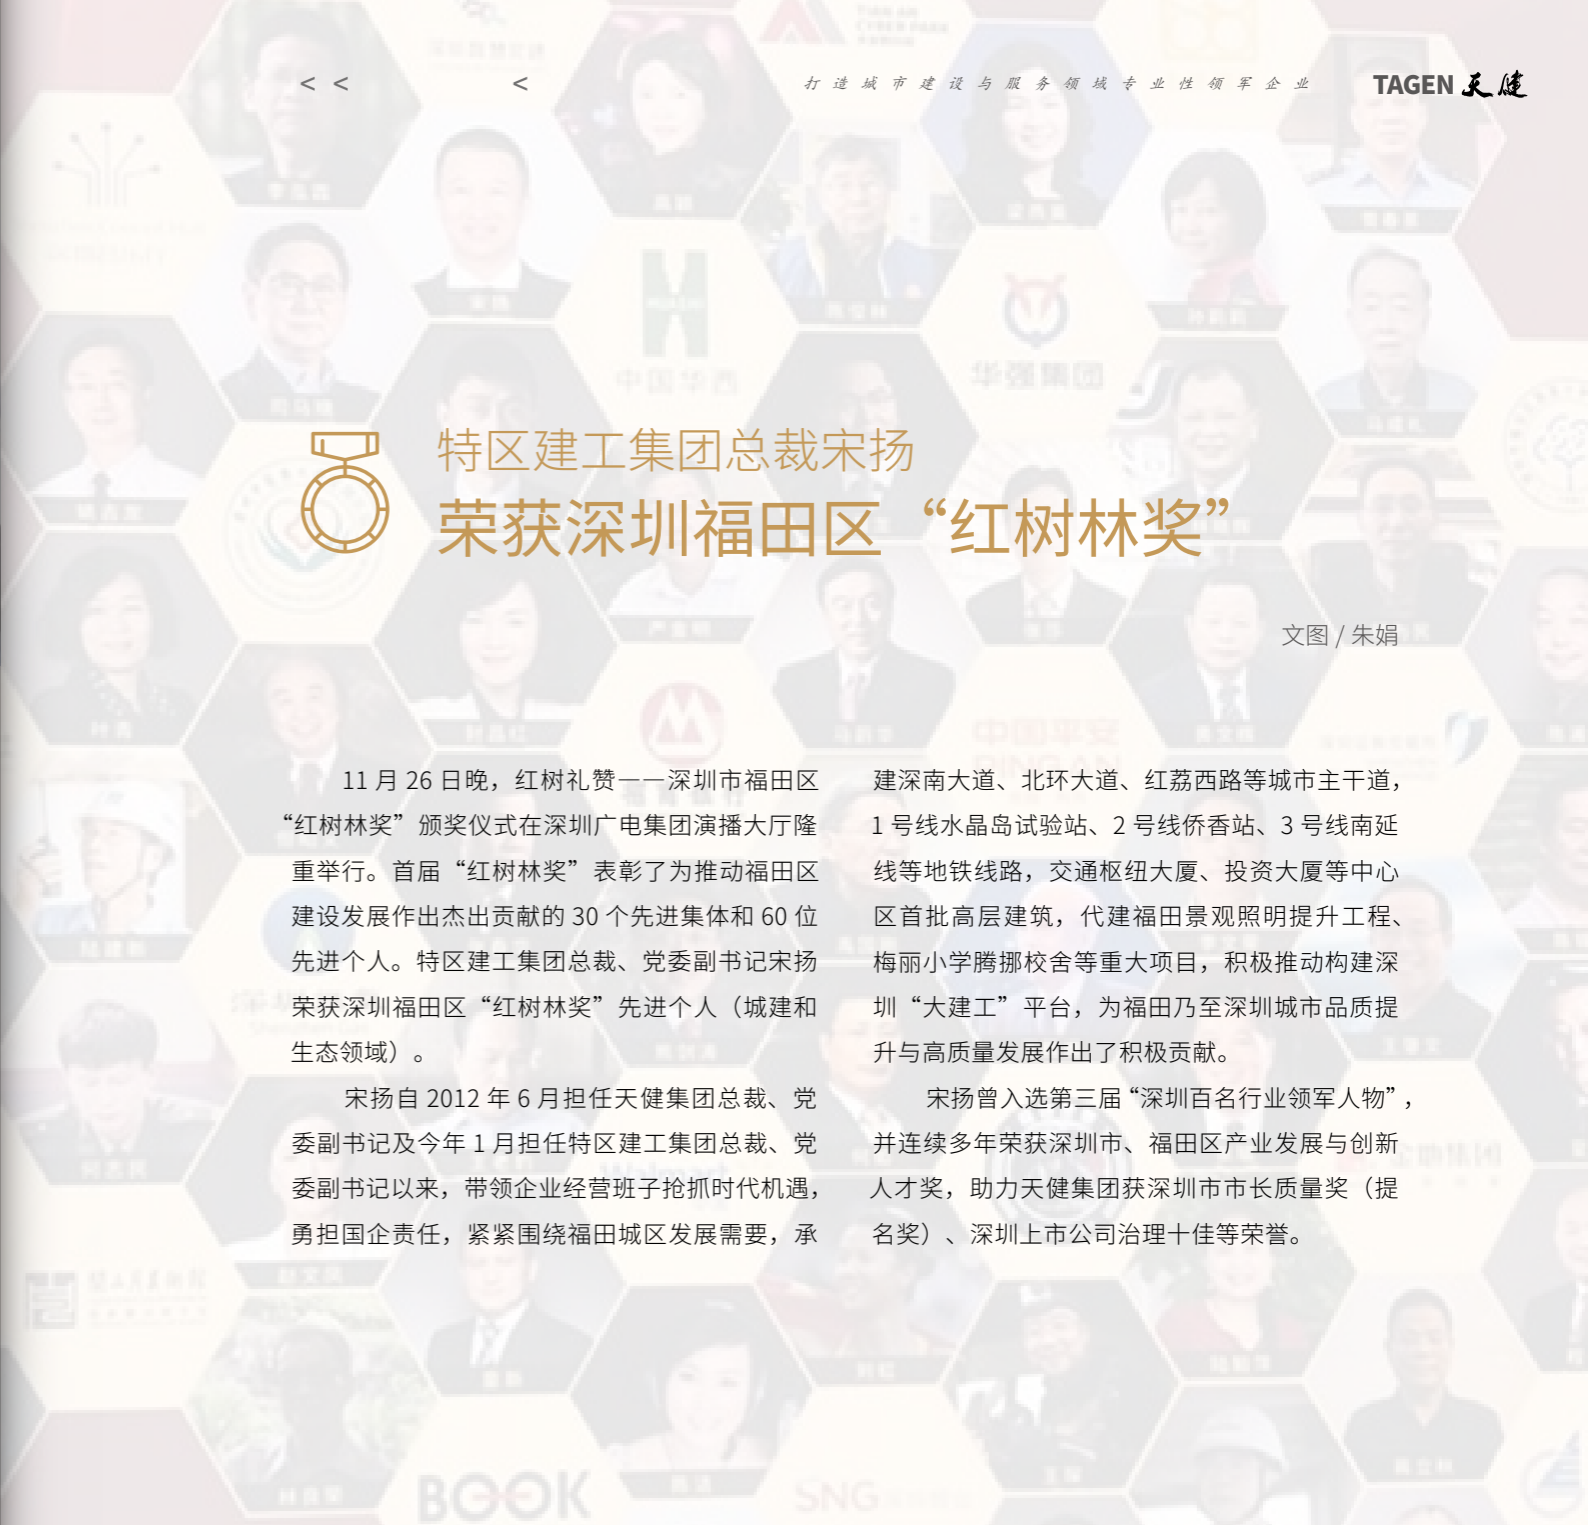 < < <
打造城市建设与服务领域专业性领军企业
TAGEN 天健
特区建工集团总裁宋扬
荣获深圳福田区“红树林奖”
文图 / 朱娟
11 月 26 日晚，红树礼赞——深圳市福田区
“红树林奖”颁奖仪式在深圳广电集团演播大厅隆
重举行。首届“红树林奖”表彰了为推动福田区
建设发展作出杰出贡献的 30 个先进集体和 60 位
先进个人。特区建工集团总裁、党委副书记宋扬
荣获深圳福田区“红树林奖”先进个人（城建和
生态领域）。
宋扬自 2012 年 6 月担任天健集团总裁、党
委副书记及今年 1 月担任特区建工集团总裁、党
委副书记以来，带领企业经营班子抢抓时代机遇，
勇担国企责任，紧紧围绕福田城区发展需要，承
建深南大道、北环大道、红荔西路等城市主干道，
1 号线水晶岛试验站、2 号线侨香站、3 号线南延
线等地铁线路，交通枢纽大厦、投资大厦等中心
区首批高层建筑，代建福田景观照明提升工程、
梅丽小学腾挪校舍等重大项目，积极推动构建深
圳“大建工”平台，为福田乃至深圳城市品质提
升与高质量发展作出了积极贡献。
宋扬曾入选第三届“深圳百名行业领军人物”，
并连续多年荣获深圳市、福田区产业发展与创新
人才奖，助力天健集团获深圳市市长质量奖（提
名奖）、深圳上市公司治理十佳等荣誉。
中国华西
华强集团
中国平安
PING AN
Walmart
金地集团
BOOK
SNG